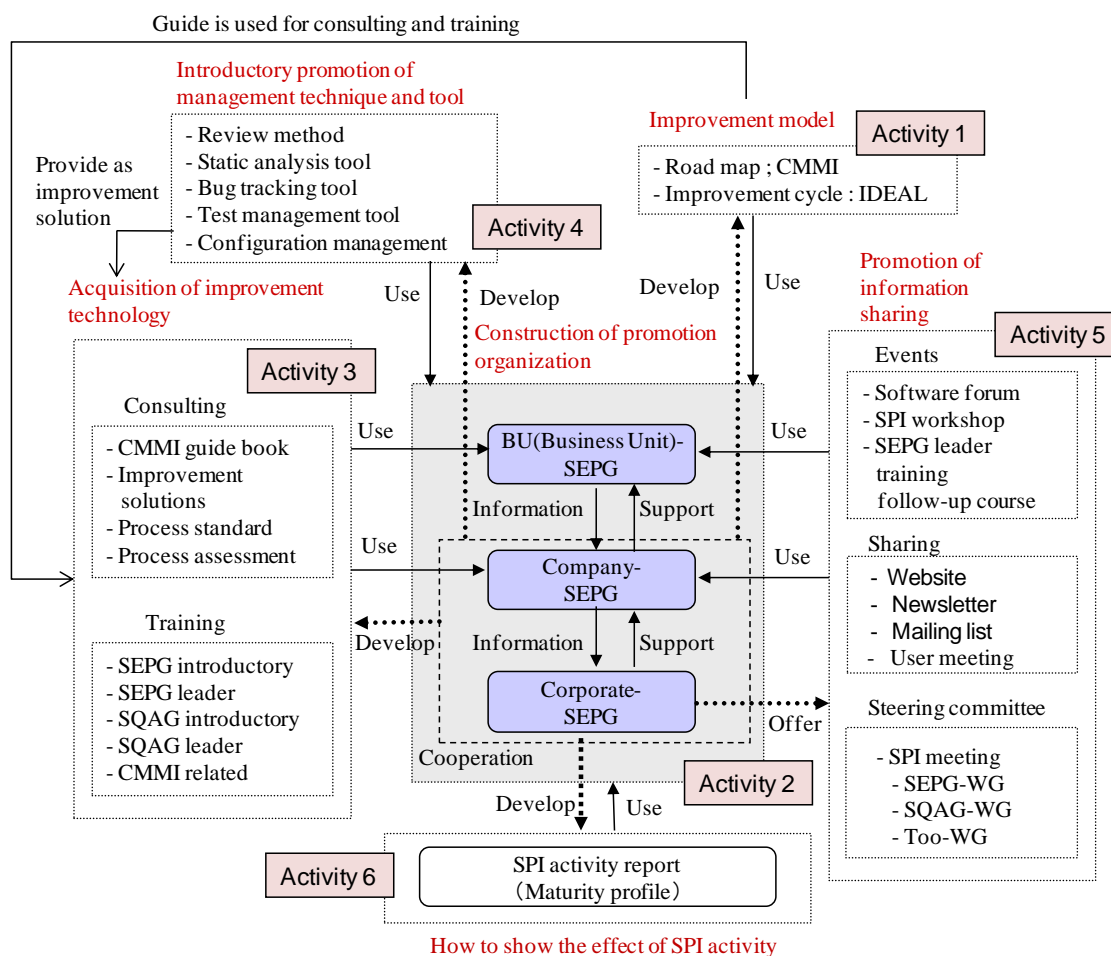 Guide is used for consulting and training
Introductory promotion of
management technique and tool
- Review method
- Static analysis tool
- Bug tracking tool
- Test management tool
- Configuration management
Activity 4
Provide as
improvement
solution
Improvement model
Activity 1
- Road map ; CMMI
- Improvement cycle : IDEAL
Acquisition of improvement
technology
Use
Develop
Develop
Use
Construction of promotion
organization
Promotion of
information
sharing
Activity 3
Consulting
- CMMI guide book
- Improvement
solutions
- Process standard
- Process assessment
Training
- SEPG introductory
- SEPG leader
- SQAG introductory
- SQAG leader
- CMMI related
Use
Use
Develop
BU(Business Unit)-
SEPG
Information
Support
Company-
SEPG
Information
Support
Corporate-
SEPG
Cooperation
Activity 2
Use
Use
Offer
Activity 5
Events
- Software forum
- SPI workshop
- SEPG leader
training
follow-up course
Sharing
- Website
- Newsletter
- Mailing list
- User meeting
Steering committee
- SPI meeting
- SEPG-WG
- SQAG-WG
- Too-WG
Develop
Use
Activity 6
SPI activity report
（Maturity profile）
How to show the effect of SPI activity